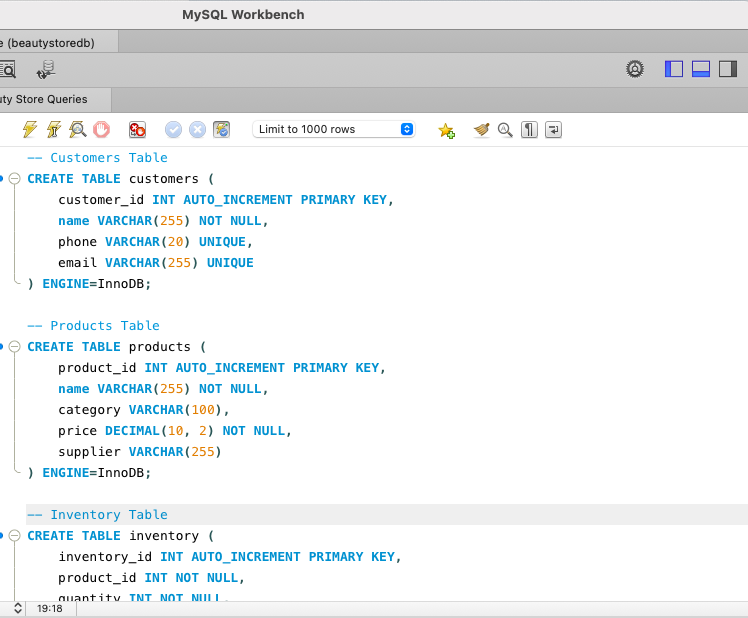 MySQL Workbench
e (beautystoredb)
uty Store Queries
Limit to 1000 rows
-- Customers Table
CREATE TABLE customers (
customer_id INT AUTO_INCREMENT PRIMARY KEY,
name VARCHAR(255) NOT NULL,
phone VARCHAR(20) UNIQUE,
email VARCHAR(255) UNIQUE
) ENGINE=InnoDB;
-- Products Table
CREATE TABLE products (
product_id INT AUTO_INCREMENT PRIMARY KEY,
name VARCHAR(255) NOT NULL,
category VARCHAR(100),
price DECIMAL(10, 2) NOT NULL,
supplier VARCHAR(255)
) ENGINE=InnoDB;
-- Inventory Table
CREATE TABLE inventory (
inventory_id INT AUTO_INCREMENT PRIMARY KEY,
product_id INT NOT NULL,
quantity INT NOT NULL,
19:18